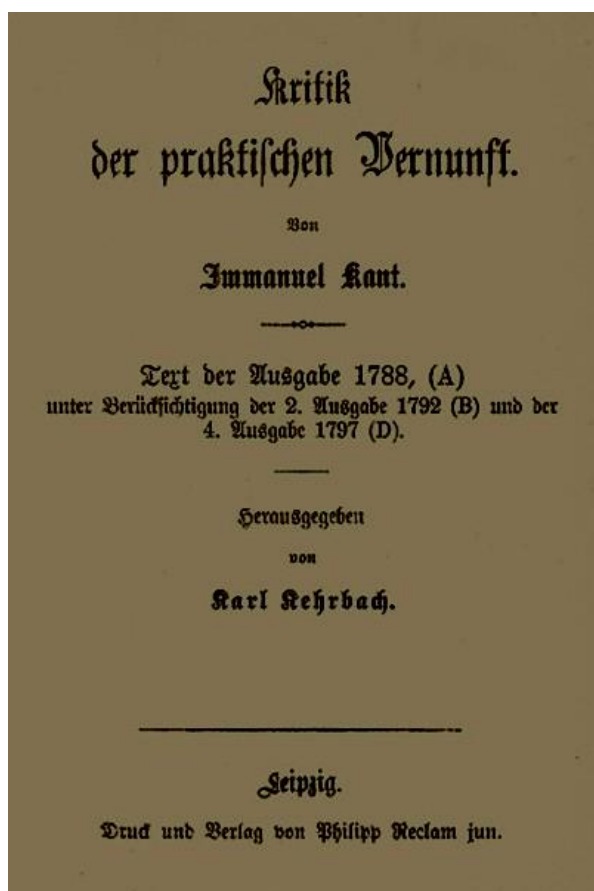 Kritik
der praktischen Vernunft.
Von
Immanuel Kant.
Text der Ausgabe 1788, (A)
unter Berücksichtigung der 2. Ausgabe 1792 (B) und der
4. Ausgabe 1797 (D).
Herausgegeben
von
Karl Kehrbach.
Leipzig.
Druck und Verlag von Philipp Reclam jun.